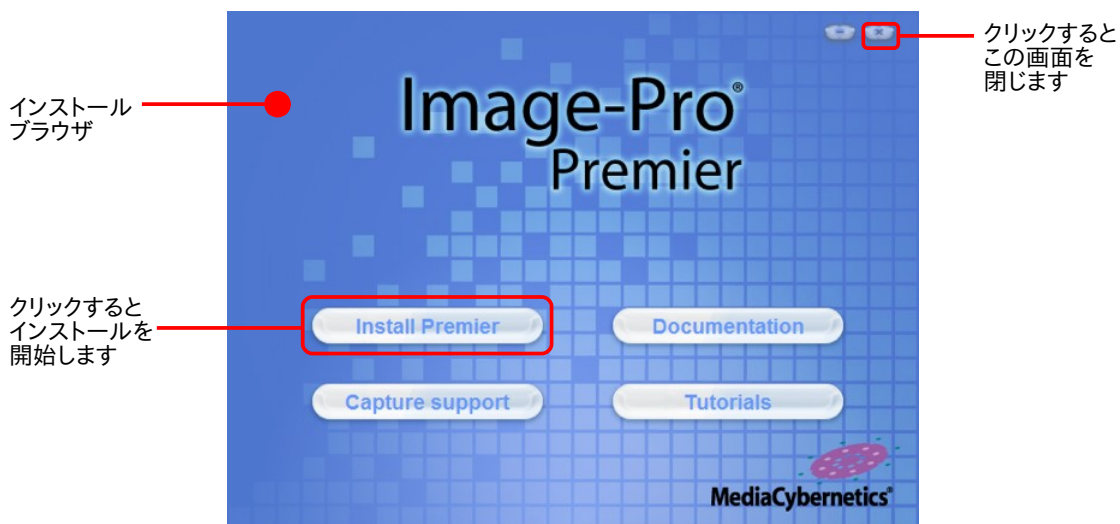 クリックすると
この画面を
閉じます
インストール
ブラウザ
Image-Pro®
Premier
クリックすると
インストールを
開始します
Install Premier
Documentation
Capture support
Tutorials
MediaCybernetics®